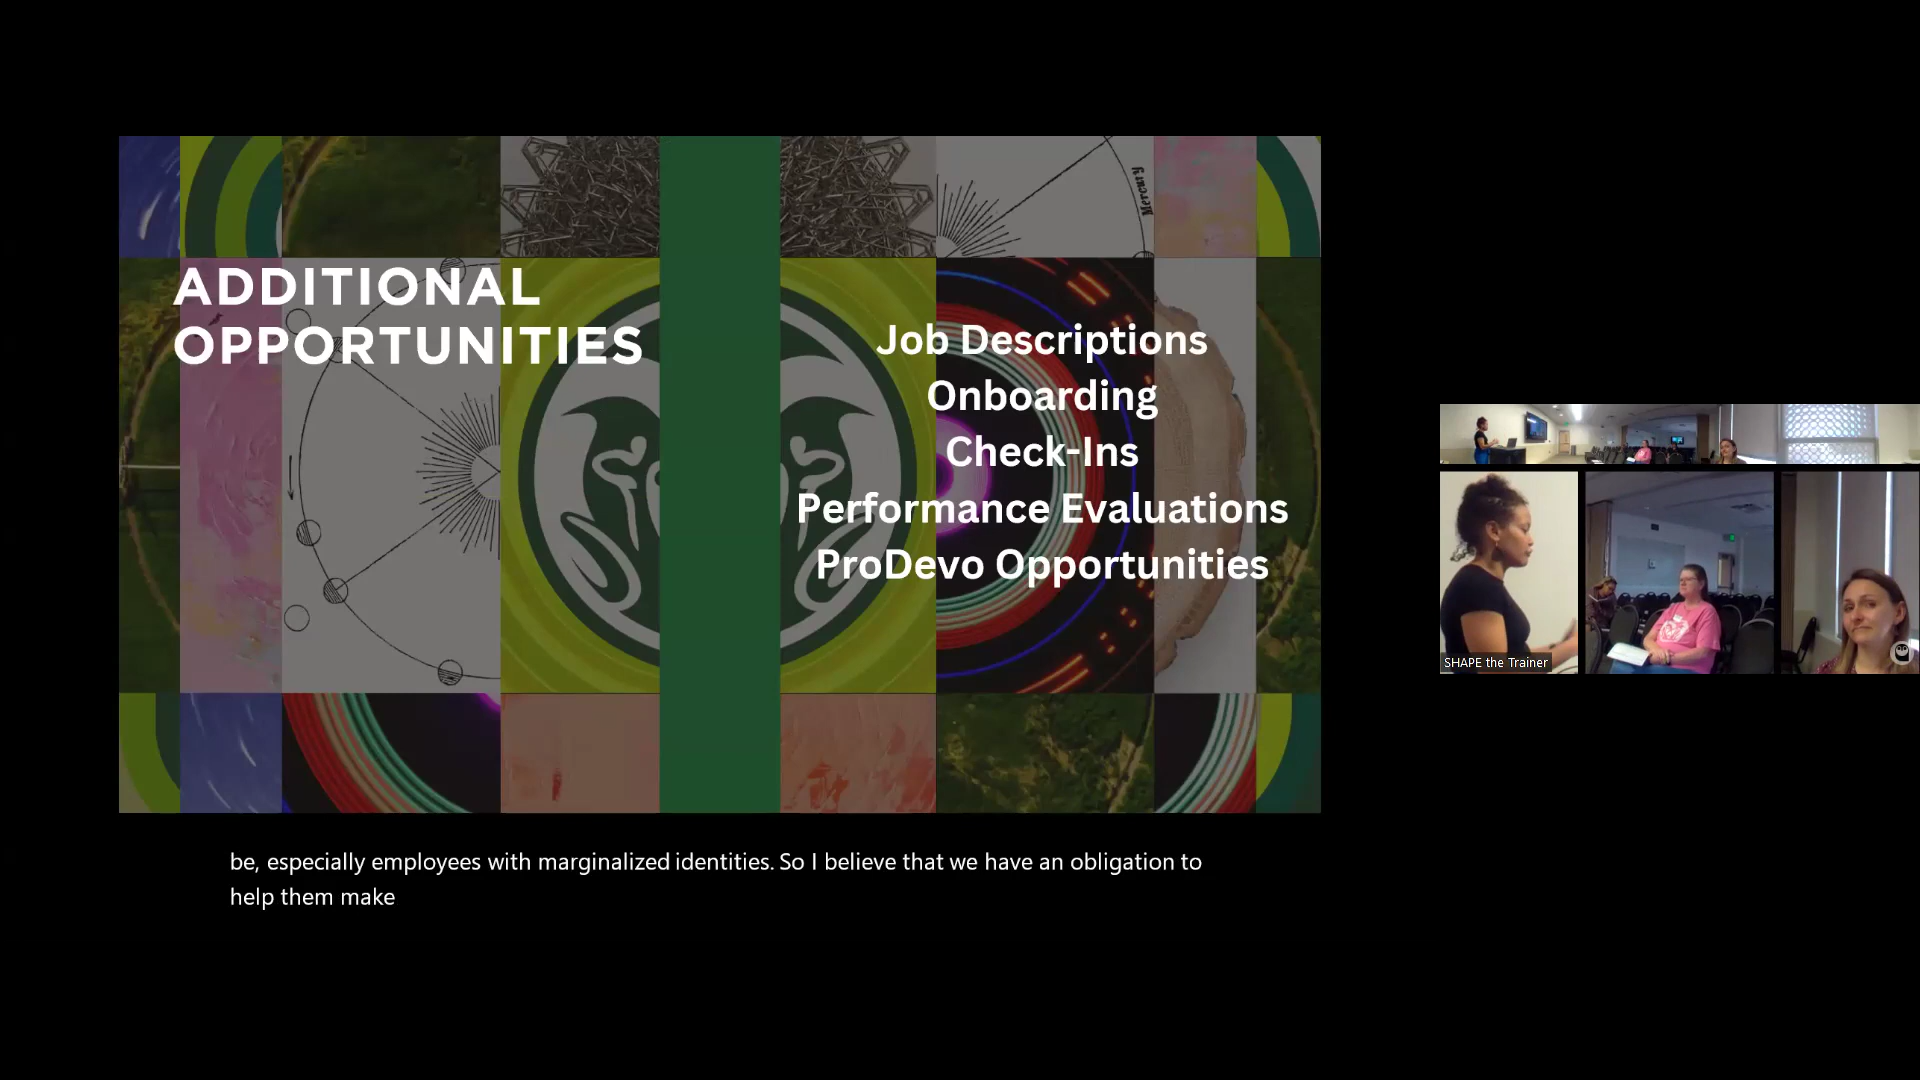 Mercury
ADDITIONAL
OPPORTUNITIES
Job Descriptions
Onboarding
Check-Ins
Performance Evaluations
ProDevo Opportunities
SHAPE the Trainer
be, especially employees with marginalized identities. So I believe that we have an obligation to
help them make